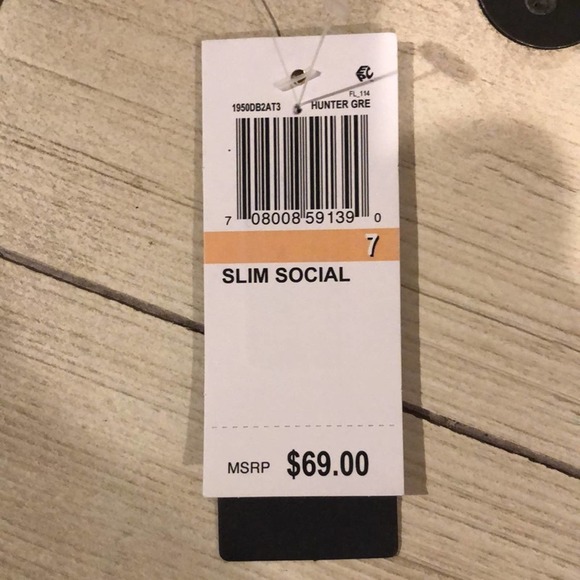 FL_114
1950DB2AT3 HUNTER GRE
7 08008 59139 0
7
SLIM SOCIAL
MSRP $69.00